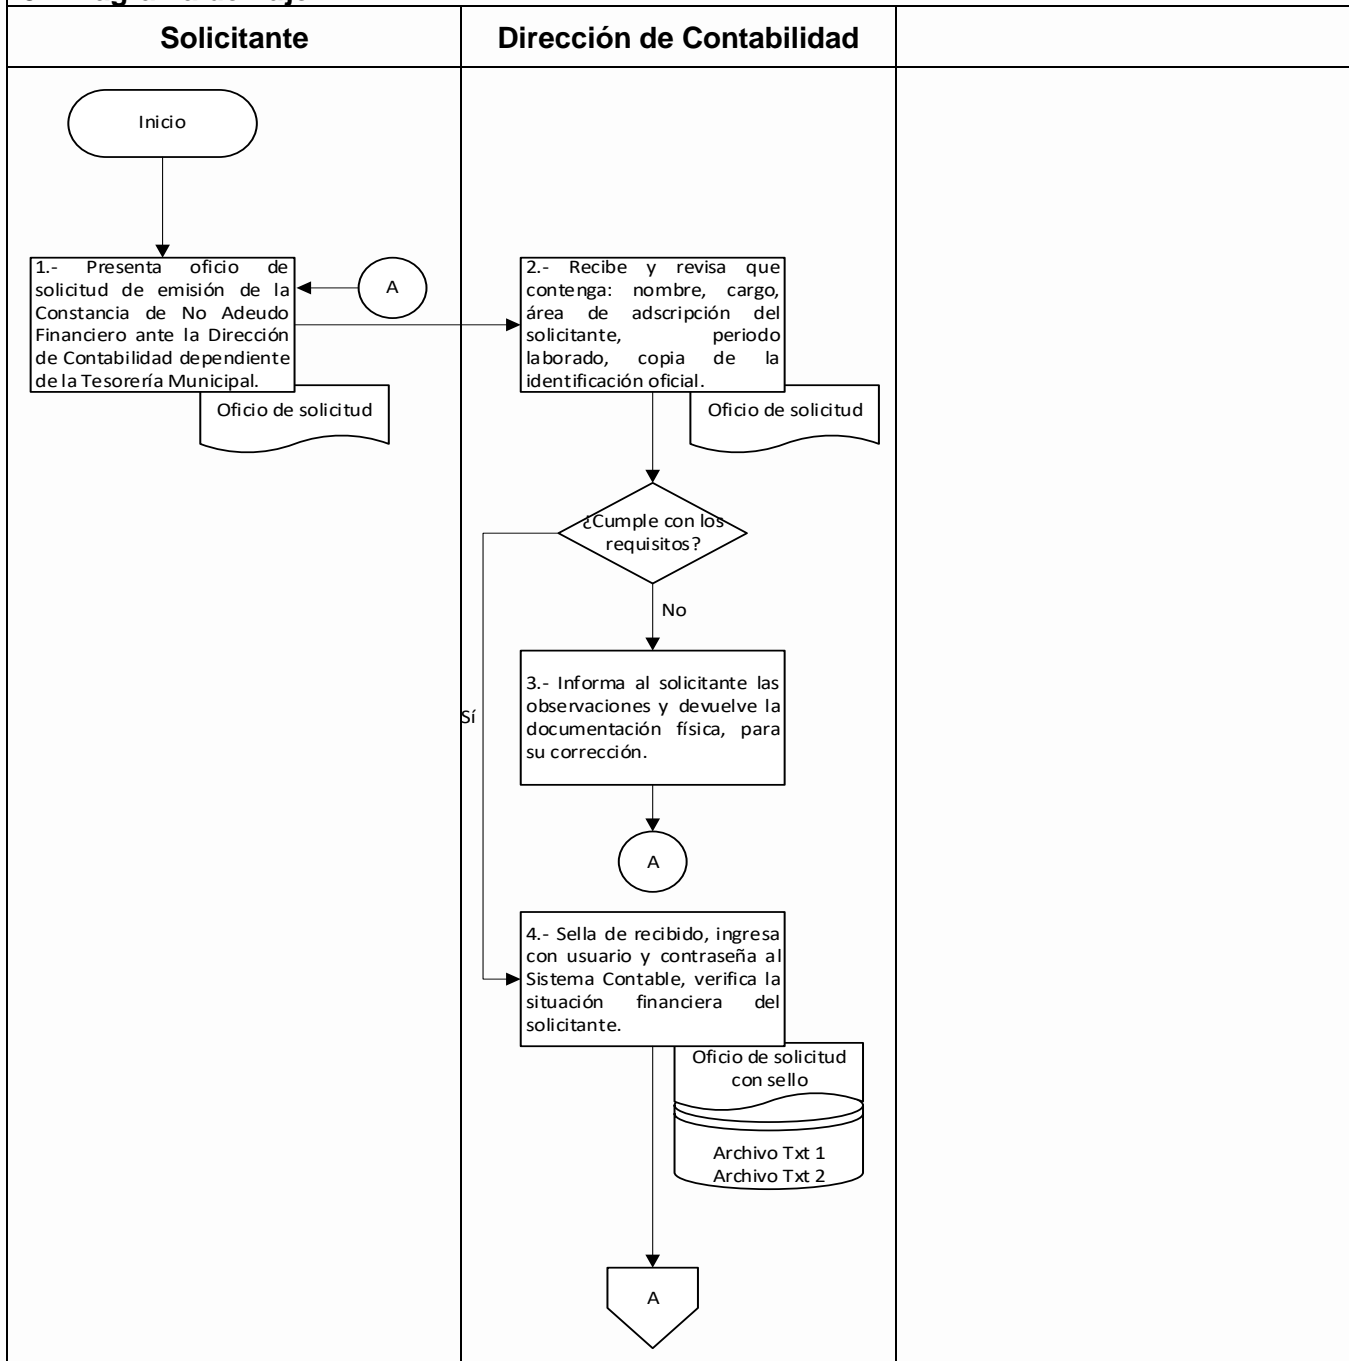 Solicitante
Dirección de Contabilidad
Inicio
1.- Presenta oficio de
solicitud de emisión de la
Constancia de No Adeudo
Financiero ante la Dirección
de Contabilidad dependiente
de la Tesorería Municipal.
A
Oficio de solicitud
2.- Recibe y revisa que
contenga: nombre, cargo,
área de adscripción del
solicitante, periodo
laborado, copia de la
identificación oficial.
Oficio de solicitud
¿Cumple con los
requisitos?
No
Sí
3.- Informa al solicitante las
observaciones y devuelve la
documentación física, para
su corrección.
A
4.- Sella de recibido, ingresa
con usuario y contraseña al
Sistema Contable, verifica la
situación financiera del
solicitante.
Oficio de solicitud
con sello
Archivo Txt 1
Archivo Txt 2
A